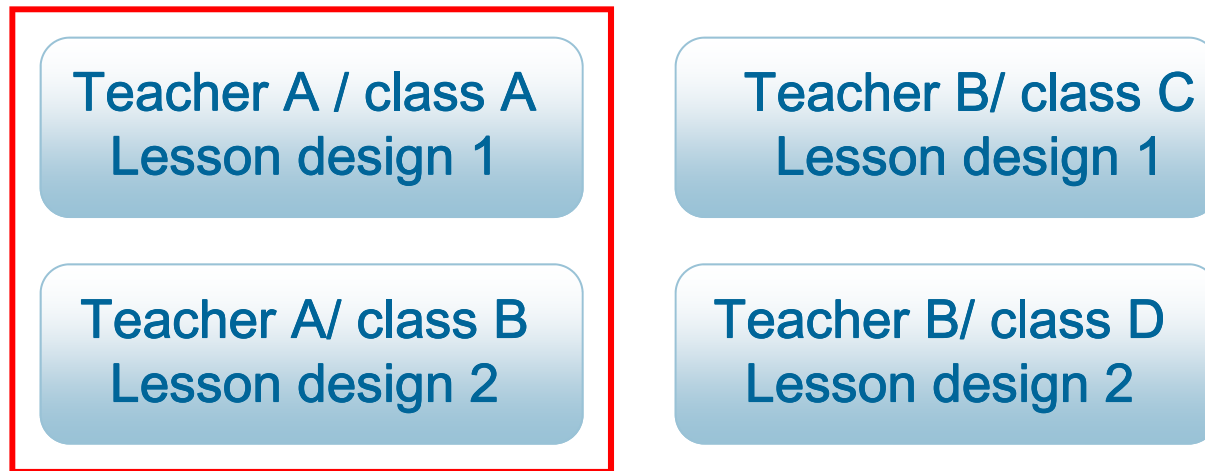 Teacher A / class A
Lesson design 1
Teacher B/ class C
Lesson design 1
Teacher A/ class B
Lesson design 2
Teacher B/ class D
Lesson design 2